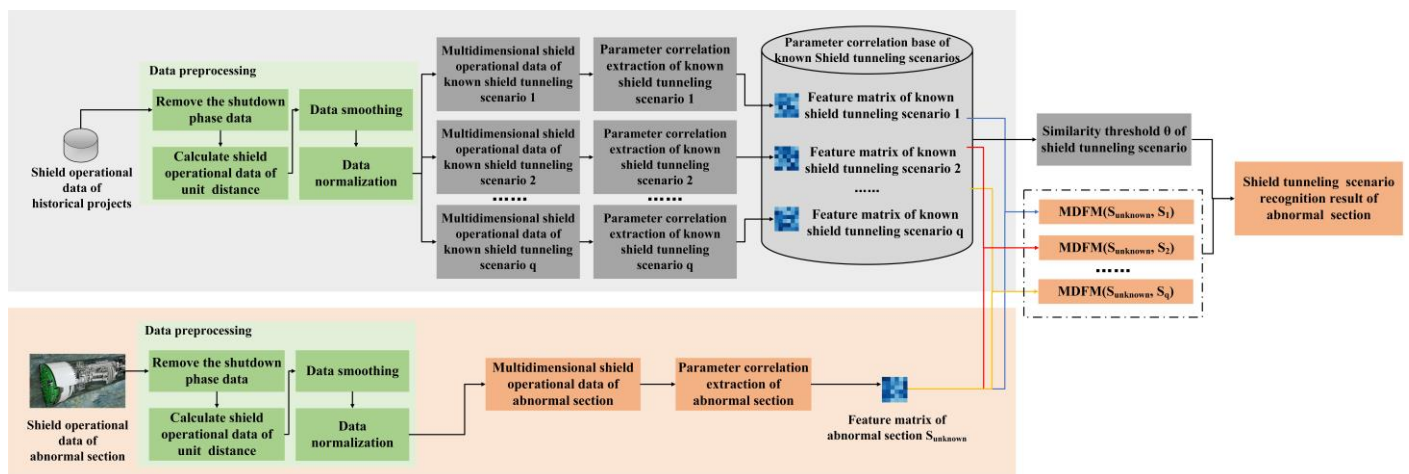 Data preprocessing
Remove the shutdown
phase data
Calculate shield
operational data of
unit distance
Data smoothing
Data
normalization
Shield operational
data of
historical projects
Multidimensional shield
operational data of
known shield tunneling
scenario 1
Parameter correlation
extraction of known
shield tunneling
scenario 1
Multidimensional shield
operational data of
known shield tunneling
scenario 2
Parameter correlation
extraction of known
shield tunneling
scenario 2
......
......
Multidimensional shield
operational data of
known shield tunneling
scenario q
Parameter correlation
extraction of known
shield tunneling
scenario q
Parameter correlation base of
known Shield tunneling scenarios
Feature matrix of known
shield tunneling scenario 1
Feature matrix of known
shield tunneling scenario 2
......
Feature matrix of known
shield tunneling scenario q
Similarity threshold θ of
shield tunneling
scenario
MDFM(Sunknown, S1)
MDFM(Sunknown, S2)
......
MDFM(Sunknown, Sq)
Shield tunneling scenario
recognition result of
abnormal section
Data preprocessing
Remove the shutdown
phase data
Calculate shield
operational data of
unit distance
Data smoothing
Data
normalization
Shield operational
data of
abnormal section
Multidimensional shield
operational data of
abnormal section
Parameter correlation
extraction of
abnormal section
Feature matrix of
abnormal section Sunknown